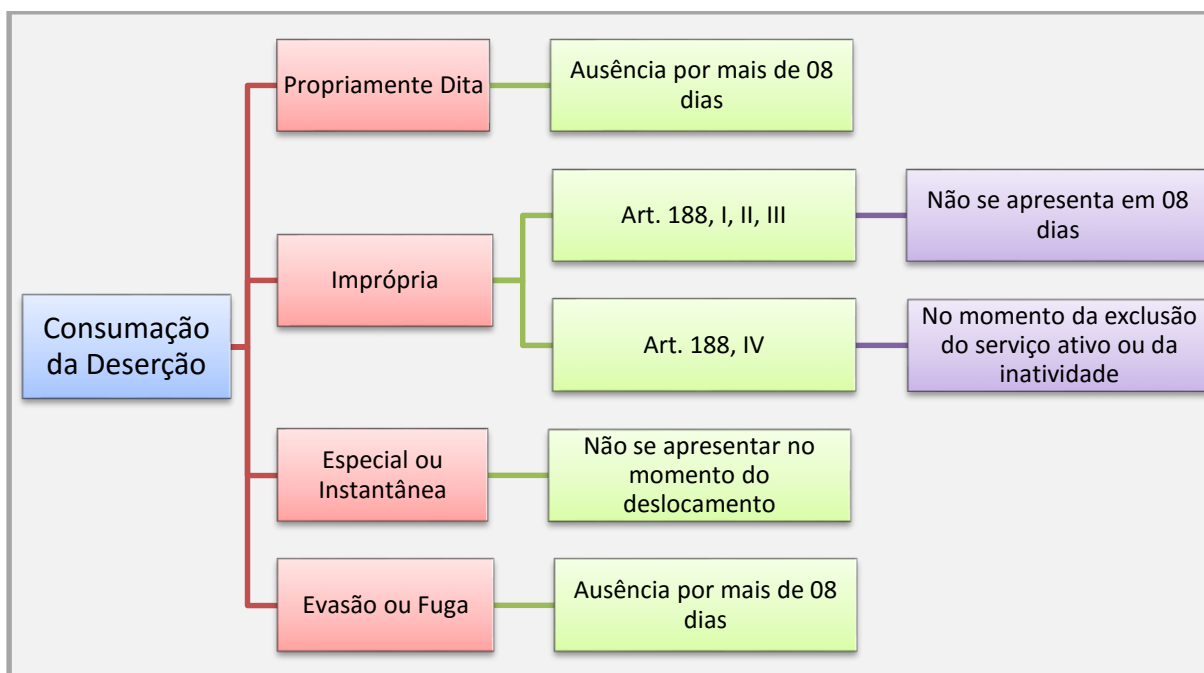 Consumação
da Deserção
Propriamente Dita
Ausência por mais de 08
dias
Imprópria
Art. 188, I, II, III
Não se apresenta em 08
dias
Art. 188, IV
No momento da exclusão
do serviço ativo ou da
inatividade
Especial ou
Instantânea
Não se apresentar no
momento do
deslocamento
Evasão ou Fuga
Ausência por mais de 08
dias